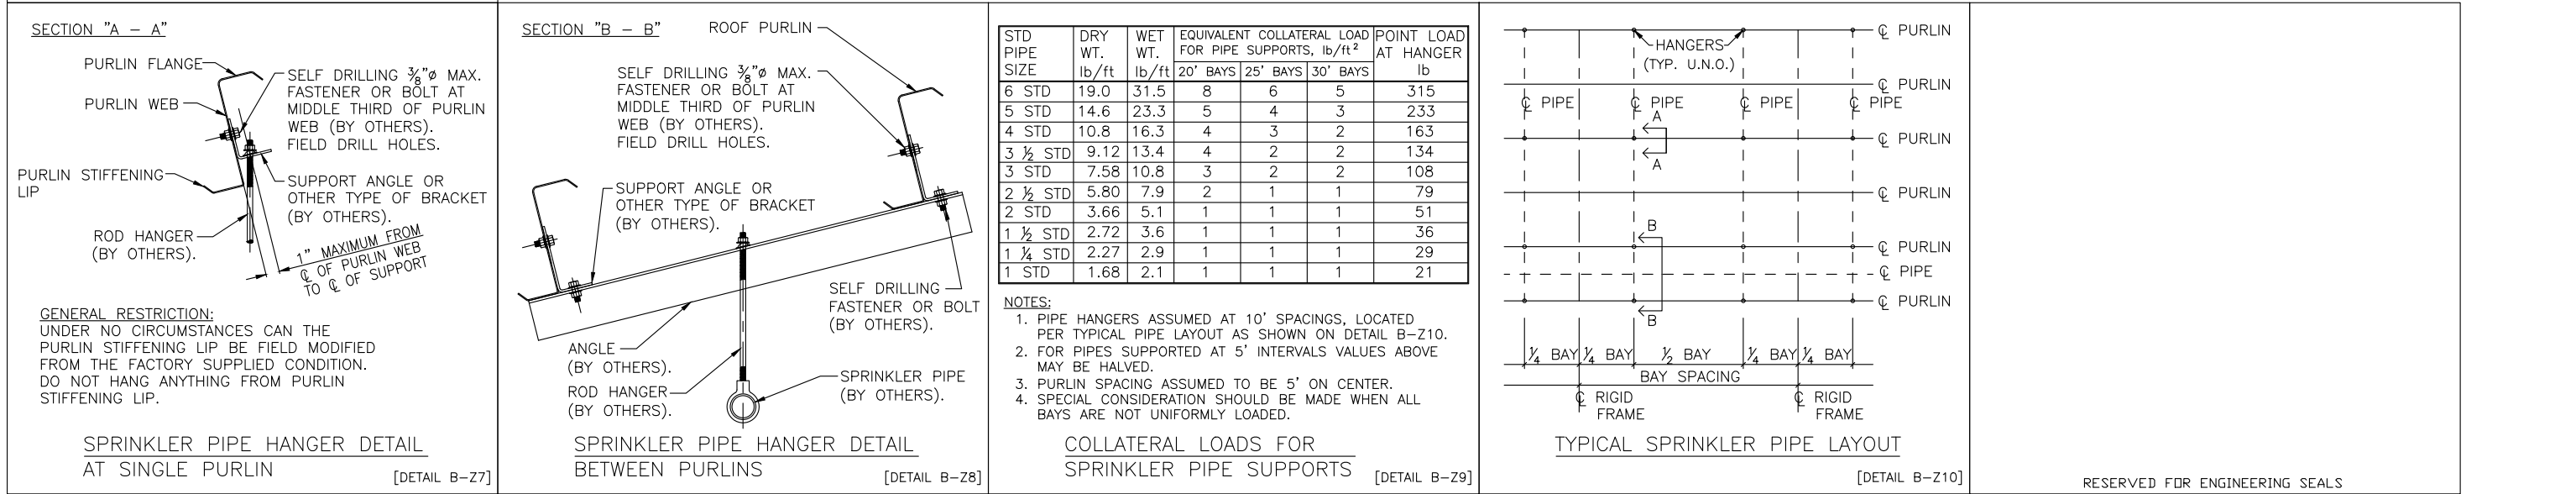 SECTION "A – A"
PURLIN FLANGE
SELF DRILLING ⅜"ø MAX.
FASTENER OR BOLT AT
MIDDLE THIRD OF PURLIN
WEB (BY OTHERS).
FIELD DRILL HOLES.
PURLIN WEB
PURLIN STIFFENING
LIP
SUPPORT ANGLE OR
OTHER TYPE OF BRACKET
(BY OTHERS).
ROD HANGER
(BY OTHERS).
1" MAXIMUM FROM
℄ OF PURLIN WEB
TO ℄ OF SUPPORT
GENERAL RESTRICTION:
UNDER NO CIRCUMSTANCES CAN THE
PURLIN STIFFENING LIP BE FIELD MODIFIED
FROM THE FACTORY SUPPLIED CONDITION.
DO NOT HANG ANYTHING FROM PURLIN
STIFFENING LIP.
SPRINKLER PIPE HANGER DETAIL
AT SINGLE PURLIN
[DETAIL B–Z7]
SECTION "B – B"
ROOF PURLIN
SELF DRILLING ⅜"ø MAX.
FASTENER OR BOLT AT
MIDDLE THIRD OF PURLIN
WEB (BY OTHERS).
FIELD DRILL HOLES.
SUPPORT ANGLE OR
OTHER TYPE OF BRACKET
(BY OTHERS).
SELF DRILLING
FASTENER OR BOLT
(BY OTHERS).
ANGLE
(BY OTHERS).
ROD HANGER
(BY OTHERS).
SPRINKLER PIPE
(BY OTHERS).
SPRINKLER PIPE HANGER DETAIL
BETWEEN PURLINS
[DETAIL B–Z8]
STD PIPE SIZE DRY WT. lb/ft WET WT. lb/ft EQUIVALENT COLLATERAL LOAD FOR PIPE SUPPORTS, lb/ft² POINT LOAD AT HANGER lb
20' BAYS 25' BAYS 30' BAYS
6 STD 19.0 31.5 8 6 5 315
5 STD 14.6 23.3 5 4 3 233
4 STD 10.8 16.3 4 3 2 163
3 ½ STD 9.12 13.4 4 2 2 134
3 STD 7.58 10.8 3 2 2 108
2 ½ STD 5.80 7.9 2 1 1 79
2 STD 3.66 5.1 1 1 1 51
1 ½ STD 2.72 3.6 1 1 1 36
1 ¼ STD 2.27 2.9 1 1 1 29
1 STD 1.68 2.1 1 1 1 21
NOTES:
1. PIPE HANGERS ASSUMED AT 10' SPACINGS, LOCATED
PER TYPICAL PIPE LAYOUT AS SHOWN ON DETAIL B–Z10.
2. FOR PIPES SUPPORTED AT 5' INTERVALS VALUES ABOVE
MAY BE HALVED.
3. PURLIN SPACING ASSUMED TO BE 5' ON CENTER.
4. SPECIAL CONSIDERATION SHOULD BE MADE WHEN ALL
BAYS ARE NOT UNIFORMLY LOADED.
COLLATERAL LOADS FOR
SPRINKLER PIPE SUPPORTS
[DETAIL B–Z9]
℄ PURLIN
HANGERS
(TYP. U.N.O.)
℄ PURLIN
℄ PIPE ℄ PIPE ℄ PIPE ℄ PIPE
A
℄ PURLIN
A
℄ PURLIN
B
℄ PURLIN
℄ PIPE
℄ PURLIN
B
¼ BAY ¼ BAY ½ BAY ¼ BAY ¼ BAY
BAY SPACING
℄ RIGID FRAME
℄ RIGID FRAME
TYPICAL SPRINKLER PIPE LAYOUT
[DETAIL B–Z10]
RESERVED FOR ENGINEERING SEALS